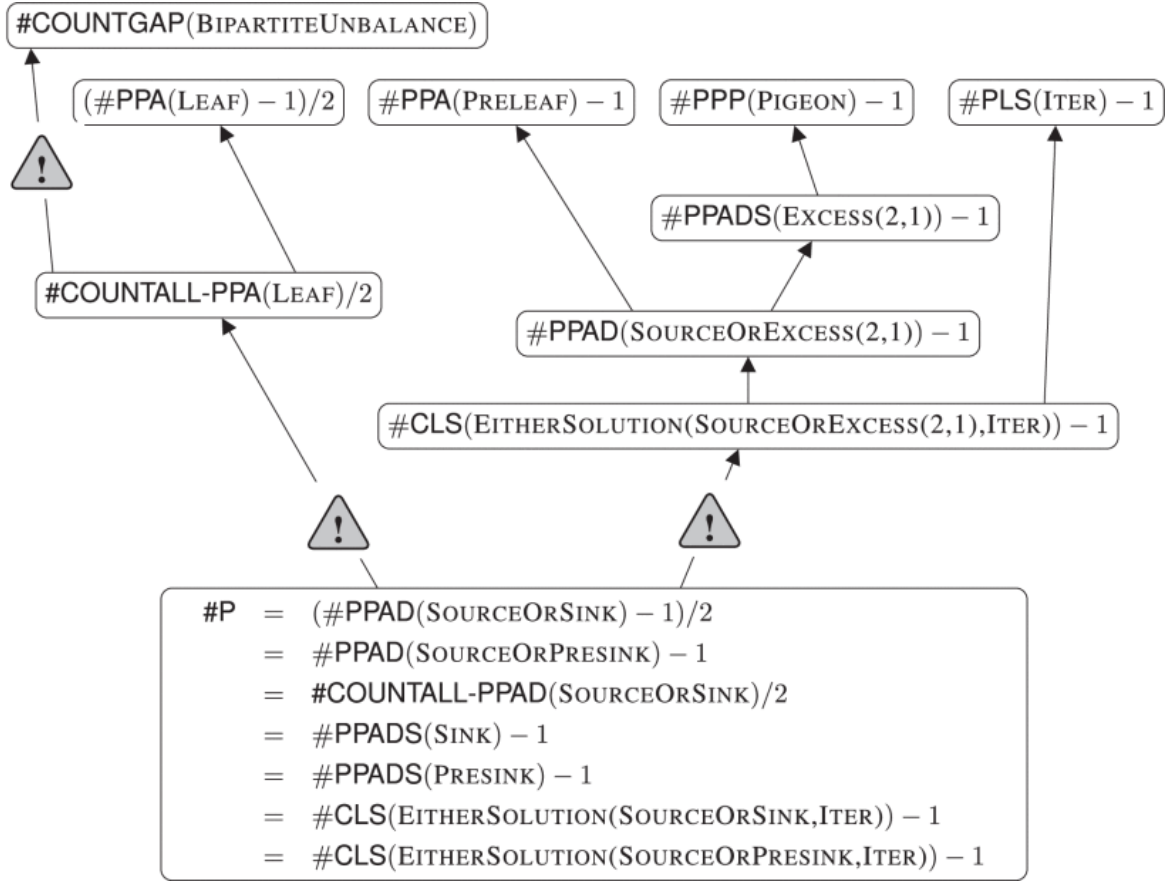 #COUNTGAP(BIPARTITEUNBALANCE)
(#PPA(LEAF) − 1)/2
#PPA(PRELEAF) − 1
#PPP(PIGEON) − 1
#PLS(ITER) − 1
!
#PPADS(EXCESS(2,1)) − 1
#COUNTALL-PPA(LEAF)/2
#PPAD(SOURCEOREXCESS(2,1)) − 1
#CLS(EITHERSOLUTION(SOURCEOREXCESS(2,1),ITER)) − 1
!
!
#P = (#PPAD(SOURCEORSINK) − 1)/2
= #PPAD(SOURCEORPRESINK) − 1
= #COUNTALL-PPAD(SOURCEORSINK)/2
= #PPADS(SINK) − 1
= #PPADS(PRESINK) − 1
= #CLS(EITHERSOLUTION(SOURCEORSINK,ITER)) − 1
= #CLS(EITHERSOLUTION(SOURCEORPRESINK,ITER)) − 1